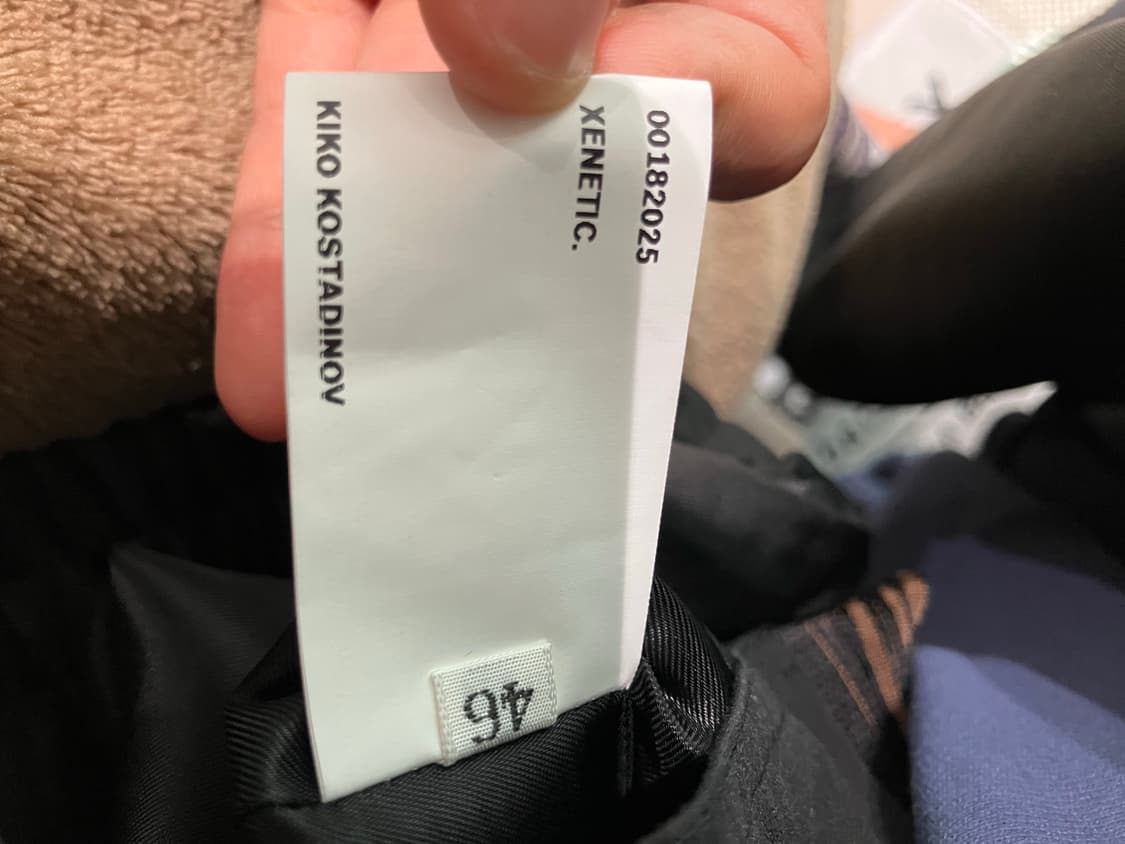 00182025
XENETIC.
KIKO KOSTADINOV
46